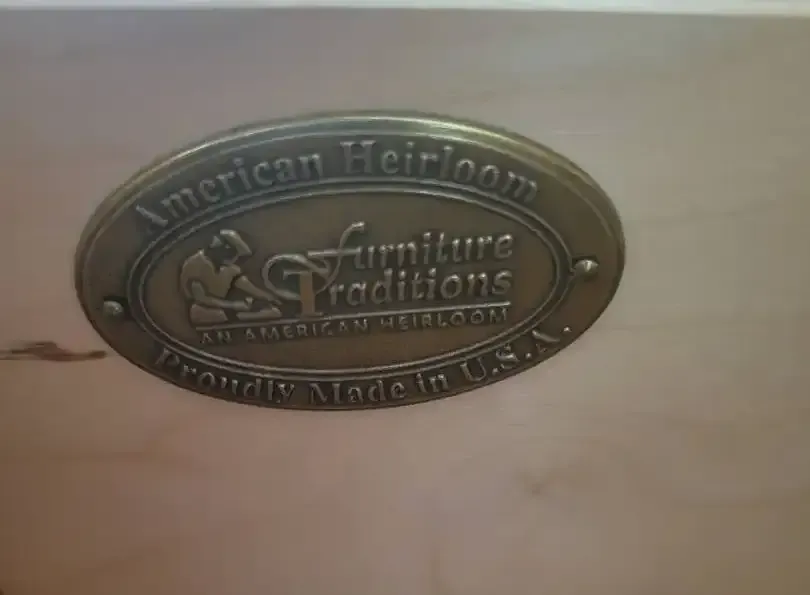 American Heirloom
Furniture
Traditions
AN AMERICAN HEIRLOOM
Proudly Made in U.S.A.